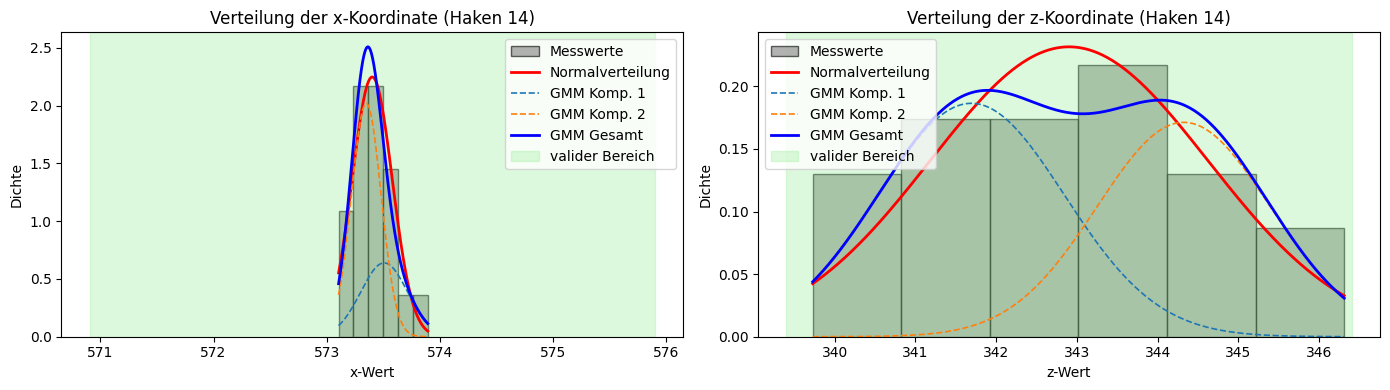 Verteilung der x-Koordinate (Haken 14)
Dichte
2.5
2.0
1.5
1.0
0.5
0.0
Messwerte
Normalverteilung
GMM Komp. 1
GMM Komp. 2
GMM Gesamt
valider Bereich
571 572 573 574 575 576
x-Wert
Verteilung der z-Koordinate (Haken 14)
Dichte
0.20
0.15
0.10
0.05
0.00
Messwerte
Normalverteilung
GMM Komp. 1
GMM Komp. 2
GMM Gesamt
valider Bereich
340 341 342 343 344 345 346
z-Wert